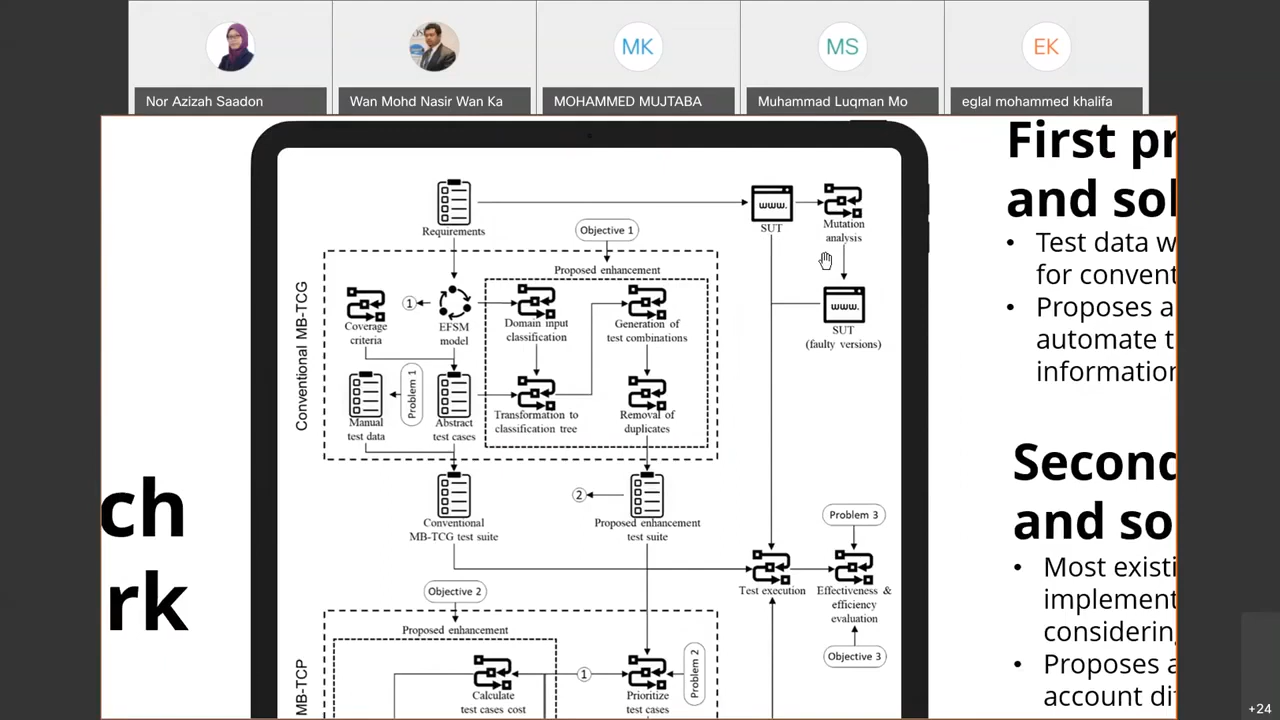 Nor Azizah Saadon
Wan Mohd Nasir Wan Ka
MK
MOHAMMED MUJTABA
MS
Muhammad Luqman Mo
EK
eglal mohammed khalifa
ch
rk
Requirements
www.
SUT
Mutation
analysis
Objective 1
Proposed enhancement
Conventional MB-TCG
Coverage
criteria
1
EFSM
model
Domain input
classification
Generation of
test combinations
www.
SUT
(faulty versions)
Manual
test data
Problem 1
Abstract
test cases
Transformation to
classification tree
Removal of
duplicates
Conventional
MB-TCG test suite
2
Proposed enhancement
test suite
Problem 3
Test execution
Effectiveness &
efficiency
evaluation
Objective 3
Objective 2
Proposed enhancement
MB-TCP
Calculate
test cases cost
1
Prioritize
test cases
Problem 2
First pr
and sol
• Test data w
for convent
• Proposes a
automate t
information
Second
and so
• Most existi
implement
considering
• Proposes a
account di
+24